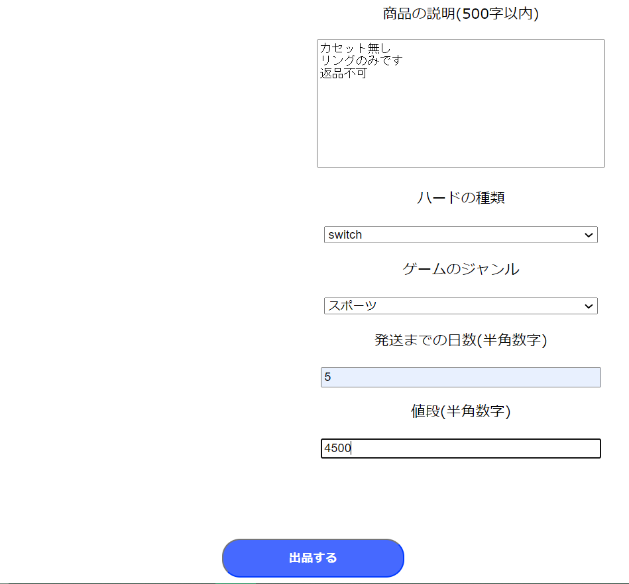 商品の説明(500字以内)
カセット無し
リングのみです
返品不可
ハードの種類
switch
ゲームのジャンル
スポーツ
発送までの日数(半角数字)
5
値段(半角数字)
4500
出品する